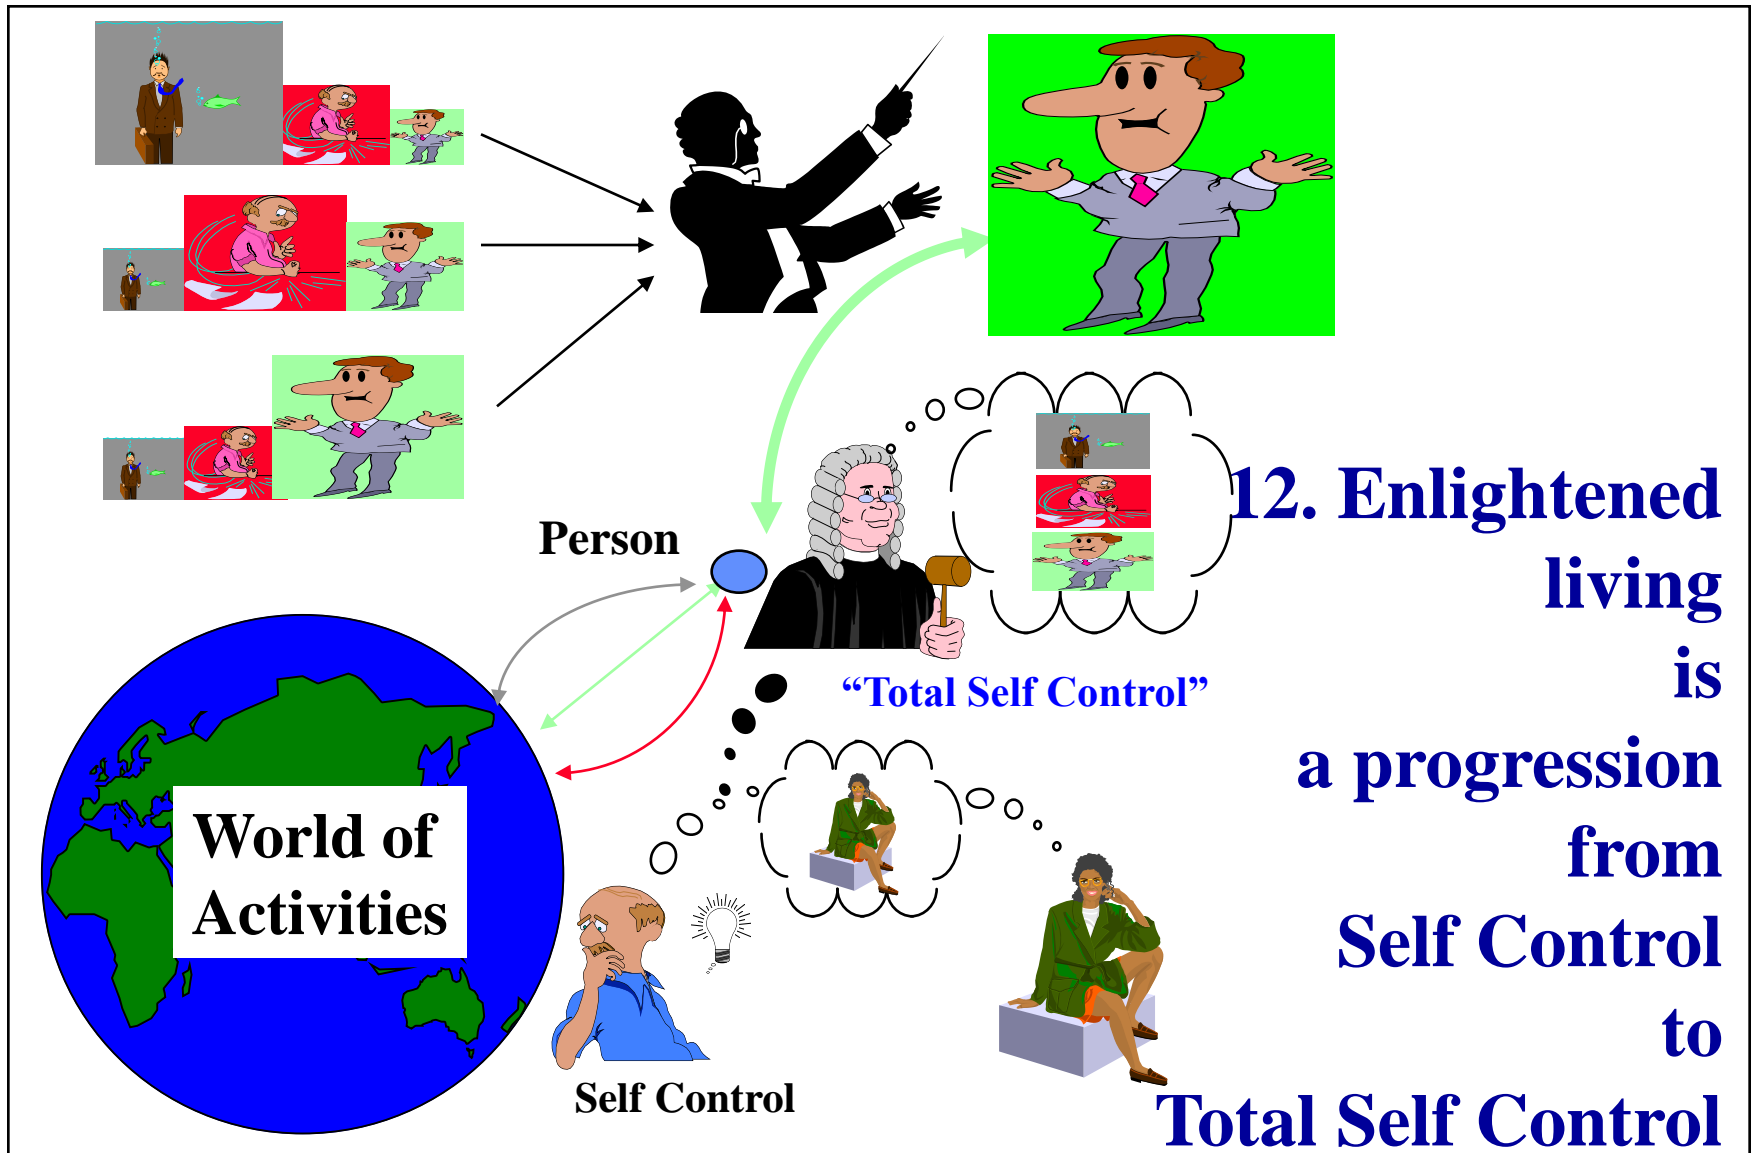 Person
12. Enlightened
living
is
a progression
from
Self Control
to
Total Self Control
“Total Self Control”
World of
Activities
Self Control